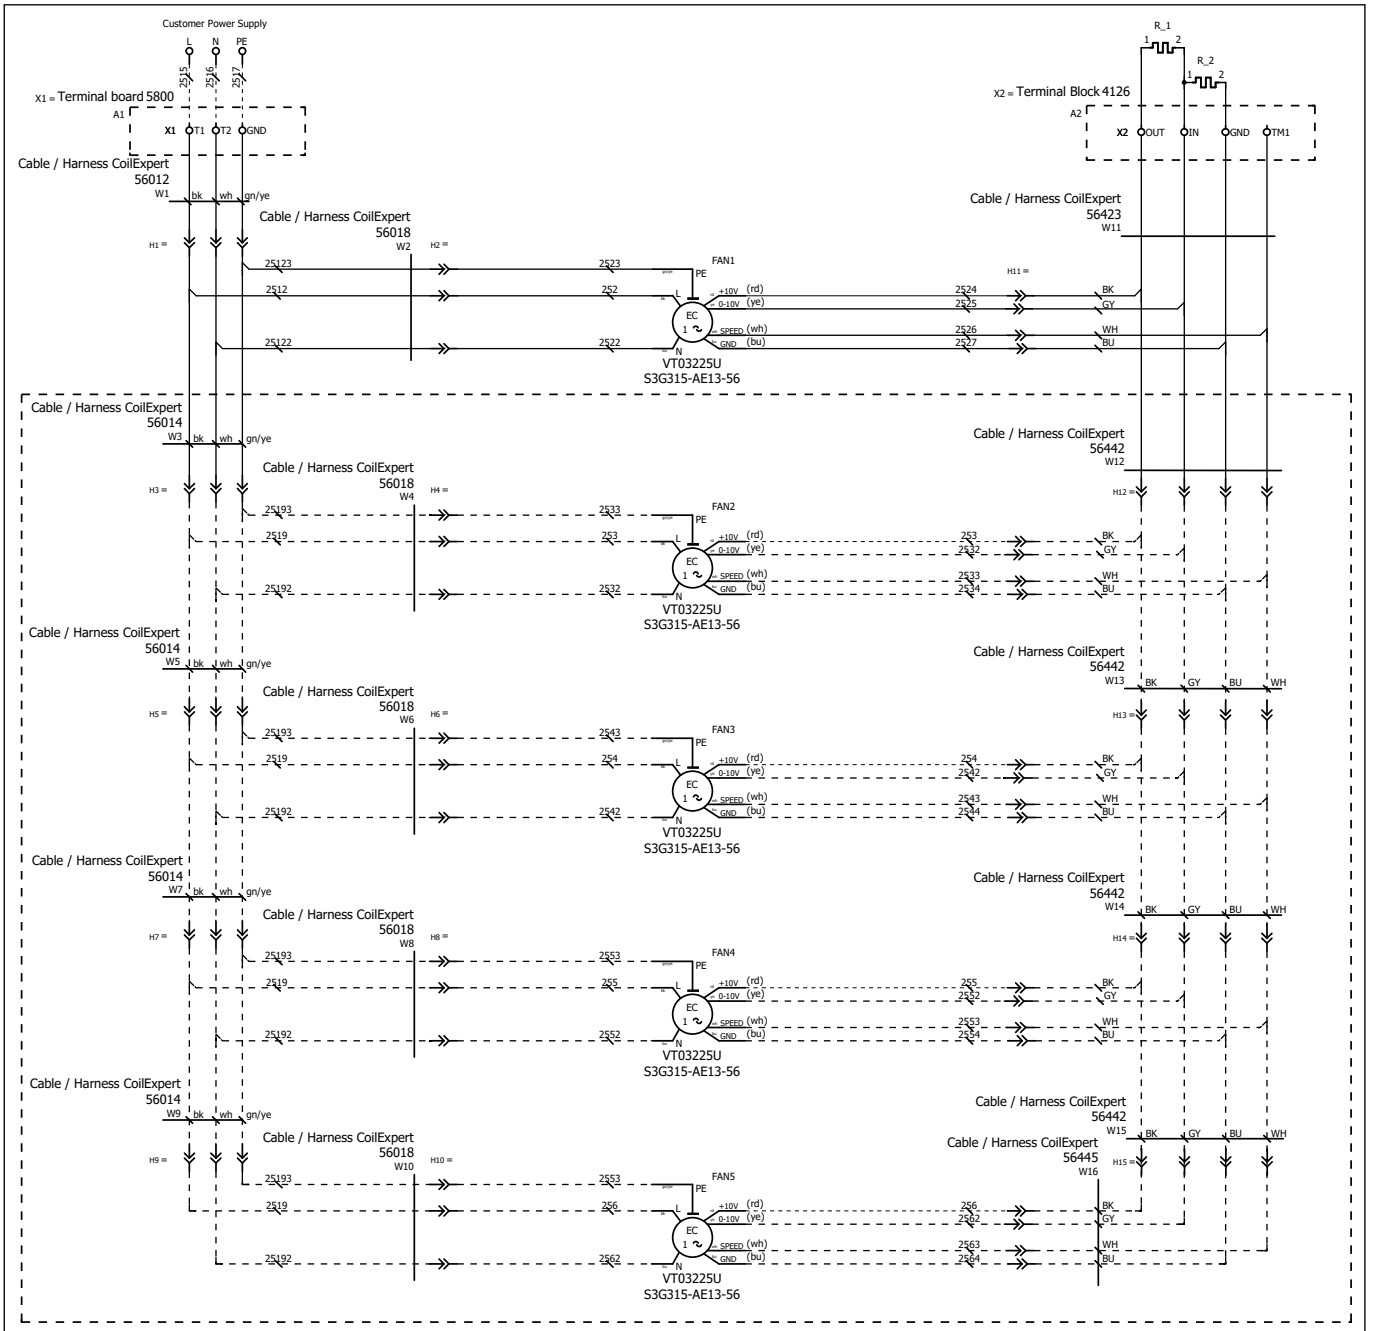 Customer Power Supply
L N PE
2515 2516 2517
X1 = Terminal board 5800
A1
X1 T1 T2 GND
Cable / Harness CoilExpert
56012
W1 bk wh gn/ye
H1 =
R_1
1 2
R_2
1 2
X2 = Terminal Block 4126
A2
X2 OUT IN GND TM1
Cable / Harness CoilExpert
56423
W11
Cable / Harness CoilExpert
56018
W2 H2 =
25123 2523 FAN1
PE
H11 =
2512 252 L +10V (rd) 2524 BK
0-10V (ye) 2525 GY
EC
1 ~ SPEED (wh) 2526 WH
25122 2522 N GND (bu) 2527 BU
VT03225U
S3G315-AE13-56
Cable / Harness CoilExpert
56014
W3 bk wh gn/ye
H3 =
Cable / Harness CoilExpert
56442
W12
H12=
Cable / Harness CoilExpert
56018
W4 H4 =
25193 2533 FAN2
PE
2519 253 L +10V (rd) 253 BK
0-10V (ye) 2532 GY
EC
1 ~ SPEED (wh) 2533 WH
25192 2532 N GND (bu) 2534 BU
VT03225U
S3G315-AE13-56
Cable / Harness CoilExpert
56014
W5 bk wh gn/ye
H5 =
Cable / Harness CoilExpert
56442
W13 BK GY BU WH
H13=
Cable / Harness CoilExpert
56018
W6 H6 =
25193 2543 FAN3
PE
2519 254 L +10V (rd) 254 BK
0-10V (ye) 2542 GY
EC
1 ~ SPEED (wh) 2543 WH
25192 2542 N GND (bu) 2544 BU
VT03225U
S3G315-AE13-56
Cable / Harness CoilExpert
56014
W7 bk wh gn/ye
H7 =
Cable / Harness CoilExpert
56442
W14 BK GY BU WH
H14=
Cable / Harness CoilExpert
56018
W8 H8 =
25193 2553 FAN4
PE
2519 255 L +10V (rd) 255 BK
0-10V (ye) 2552 GY
EC
1 ~ SPEED (wh) 2553 WH
25192 2552 N GND (bu) 2554 BU
VT03225U
S3G315-AE13-56
Cable / Harness CoilExpert
56014
W9 bk wh gn/ye
H9 =
Cable / Harness CoilExpert
56442
W15 BK GY BU WH
H15=
Cable / Harness CoilExpert
56445
W16
Cable / Harness CoilExpert
56018
W10 H10 =
25193 2553 FAN5
PE
2519 256 L +10V (rd) 256 BK
0-10V (ye) 2562 GY
EC
1 ~ SPEED (wh) 2563 WH
25192 2562 N GND (bu) 2564 BU
VT03225U
S3G315-AE13-56